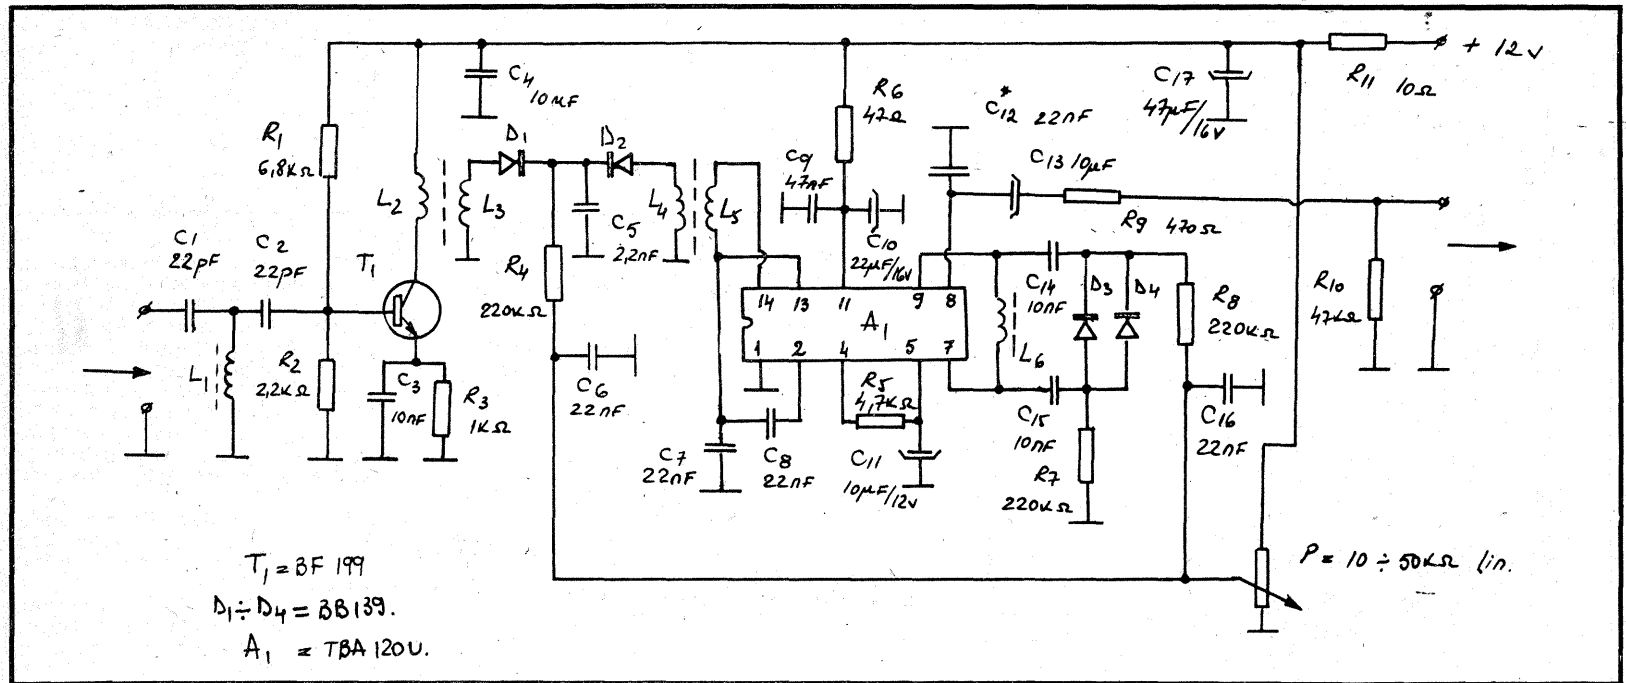 + 12v
R11 10Ω
C17
47µF/16v
C4
10nF
R6
47Ω
C12* 22nF
D1
D2
R1
6,8kΩ
C9
47nF
C13 10µF
L2
L3
L4
L5
C5
2,2nF
R9 470Ω
C10
22µF/16v
C1
22pF
C2
22pF
T1
R4
220kΩ
14 13 11 9 8
A1
1 2 4 5 7
C14
10nF
D3
D4
R8
220kΩ
R10
47kΩ
L1
R2
2,2kΩ
C3
10nF
R3
1kΩ
C6
22nF
R5
4,7kΩ
L6
C15
10nF
C16
22nF
C7
22nF
C8
22nF
C11
10µF/12v
R7
220kΩ
P = 10 ÷ 50kΩ lin.
T1 = BF 199
D1 ÷ D4 = BB139.
A1 = TBA 120U.